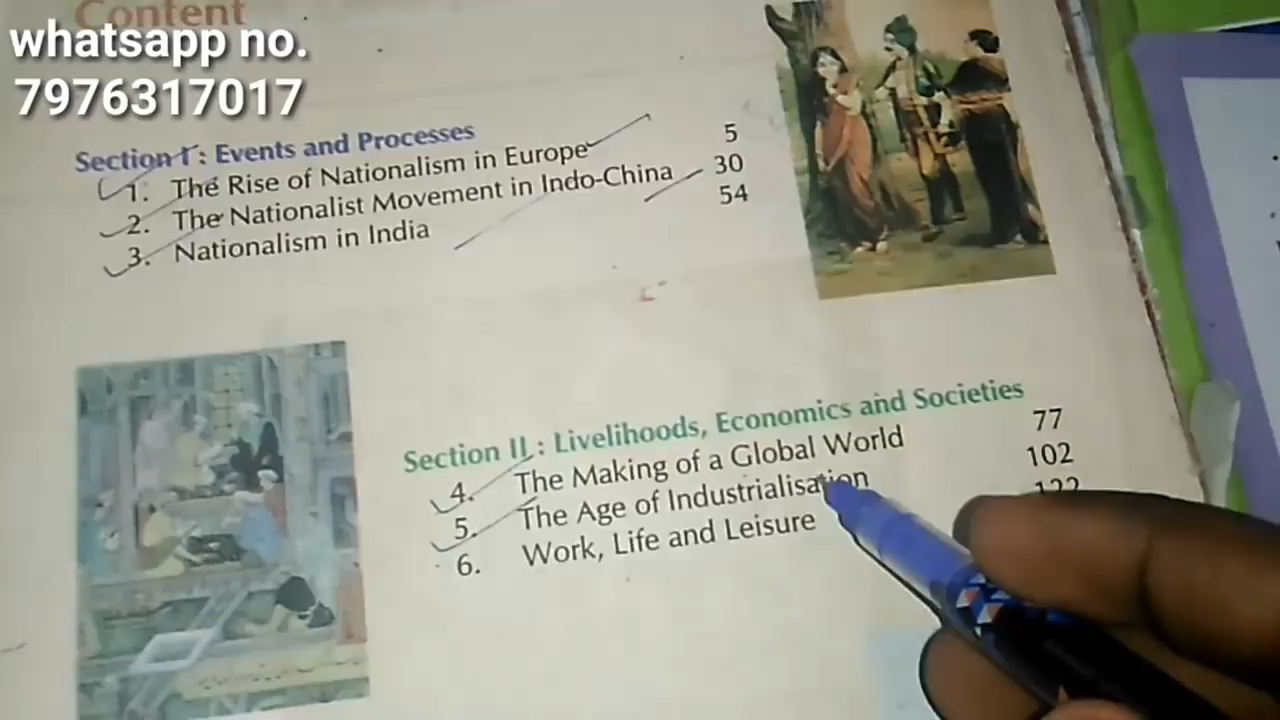 Content
whatsapp no.
7976317017
Section I : Events and Processes
1. The Rise of Nationalism in Europe 5
2. The Nationalist Movement in Indo-China 30
3. Nationalism in India 54
Section II : Livelihoods, Economics and Societies
4. The Making of a Global World 77
5. The Age of Industrialisation 102
6. Work, Life and Leisure